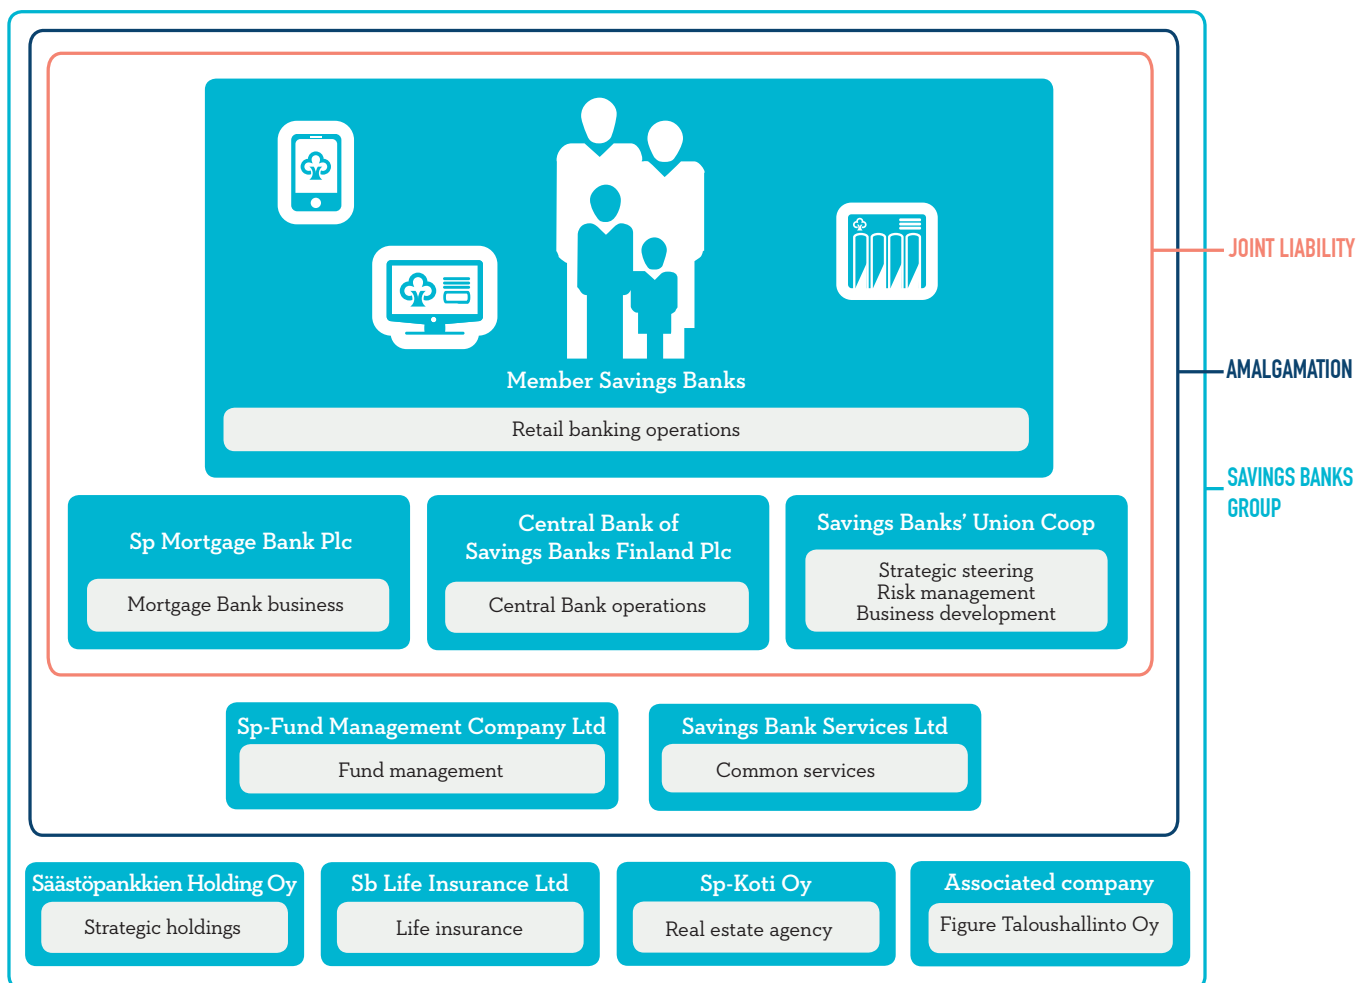 Member Savings Banks
Retail banking operations
JOINT LIABILITY
AMALGAMATION
SAVINGS BANKS
GROUP
Sp Mortgage Bank Plc
Mortgage Bank business
Central Bank of
Savings Banks Finland Plc
Central Bank operations
Savings Banks’ Union Coop
Strategic steering
Risk management
Business development
Sp-Fund Management Company Ltd
Fund management
Savings Bank Services Ltd
Common services
Säästöpankkien Holding Oy
Strategic holdings
Sb Life Insurance Ltd
Life insurance
Sp-Koti Oy
Real estate agency
Associated company
Figure Taloushallinto Oy